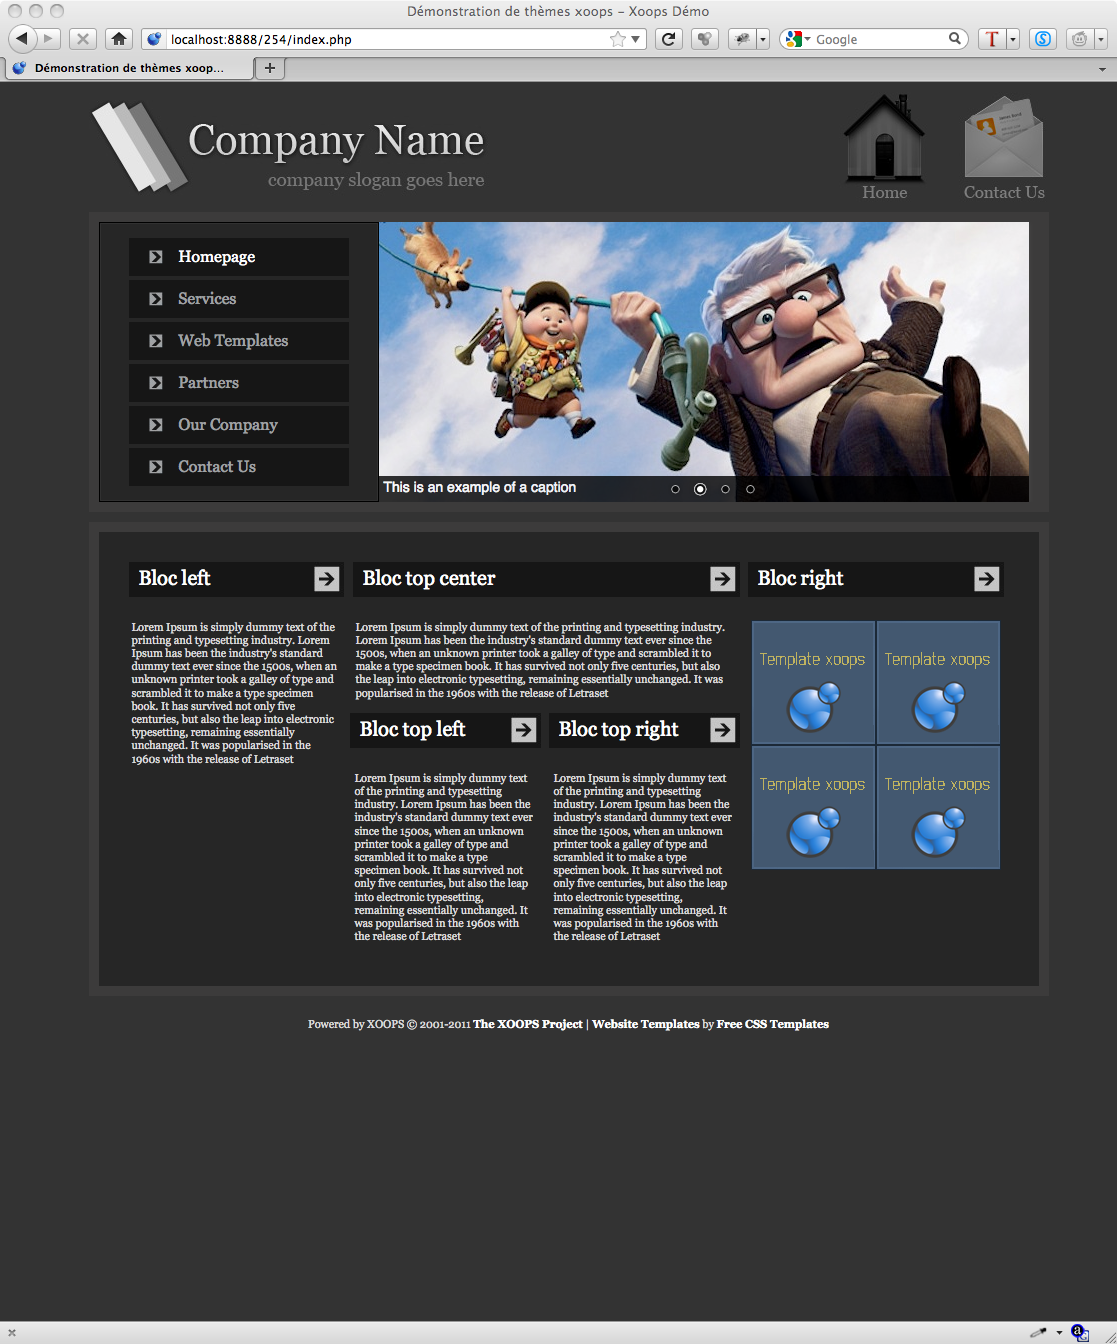 Démonstration de thèmes xoops – Xoops Démo
localhost:8888/254/index.php
Google
Démonstration de thèmes xoop...
Company Name
company slogan goes here
Home
Contact Us
Homepage
Services
Web Templates
Partners
Our Company
Contact Us
This is an example of a caption
Bloc left
Lorem Ipsum is simply dummy text of the
printing and typesetting industry. Lorem
Ipsum has been the industry's standard
dummy text ever since the 1500s, when an
unknown printer took a galley of type and
scrambled it to make a type specimen
book. It has survived not only five
centuries, but also the leap into electronic
typesetting, remaining essentially
unchanged. It was popularised in the
1960s with the release of Letraset
Bloc top center
Lorem Ipsum is simply dummy text of the printing and typesetting industry.
Lorem Ipsum has been the industry's standard dummy text ever since the
1500s, when an unknown printer took a galley of type and scrambled it to
make a type specimen book. It has survived not only five centuries, but also
the leap into electronic typesetting, remaining essentially unchanged. It was
popularised in the 1960s with the release of Letraset
Bloc top left
Lorem Ipsum is simply dummy text
of the printing and typesetting
industry. Lorem Ipsum has been the
industry's standard dummy text ever
since the 1500s, when an unknown
printer took a galley of type and
scrambled it to make a type
specimen book. It has survived not
only five centuries, but also the leap
into electronic typesetting,
remaining essentially unchanged. It
was popularised in the 1960s with
the release of Letraset
Bloc top right
Lorem Ipsum is simply dummy text
of the printing and typesetting
industry. Lorem Ipsum has been the
industry's standard dummy text ever
since the 1500s, when an unknown
printer took a galley of type and
scrambled it to make a type
specimen book. It has survived not
only five centuries, but also the leap
into electronic typesetting,
remaining essentially unchanged. It
was popularised in the 1960s with
the release of Letraset
Bloc right
Template xoops
Template xoops
Template xoops
Template xoops
Powered by XOOPS © 2001-2011 The XOOPS Project | Website Templates by Free CSS Templates